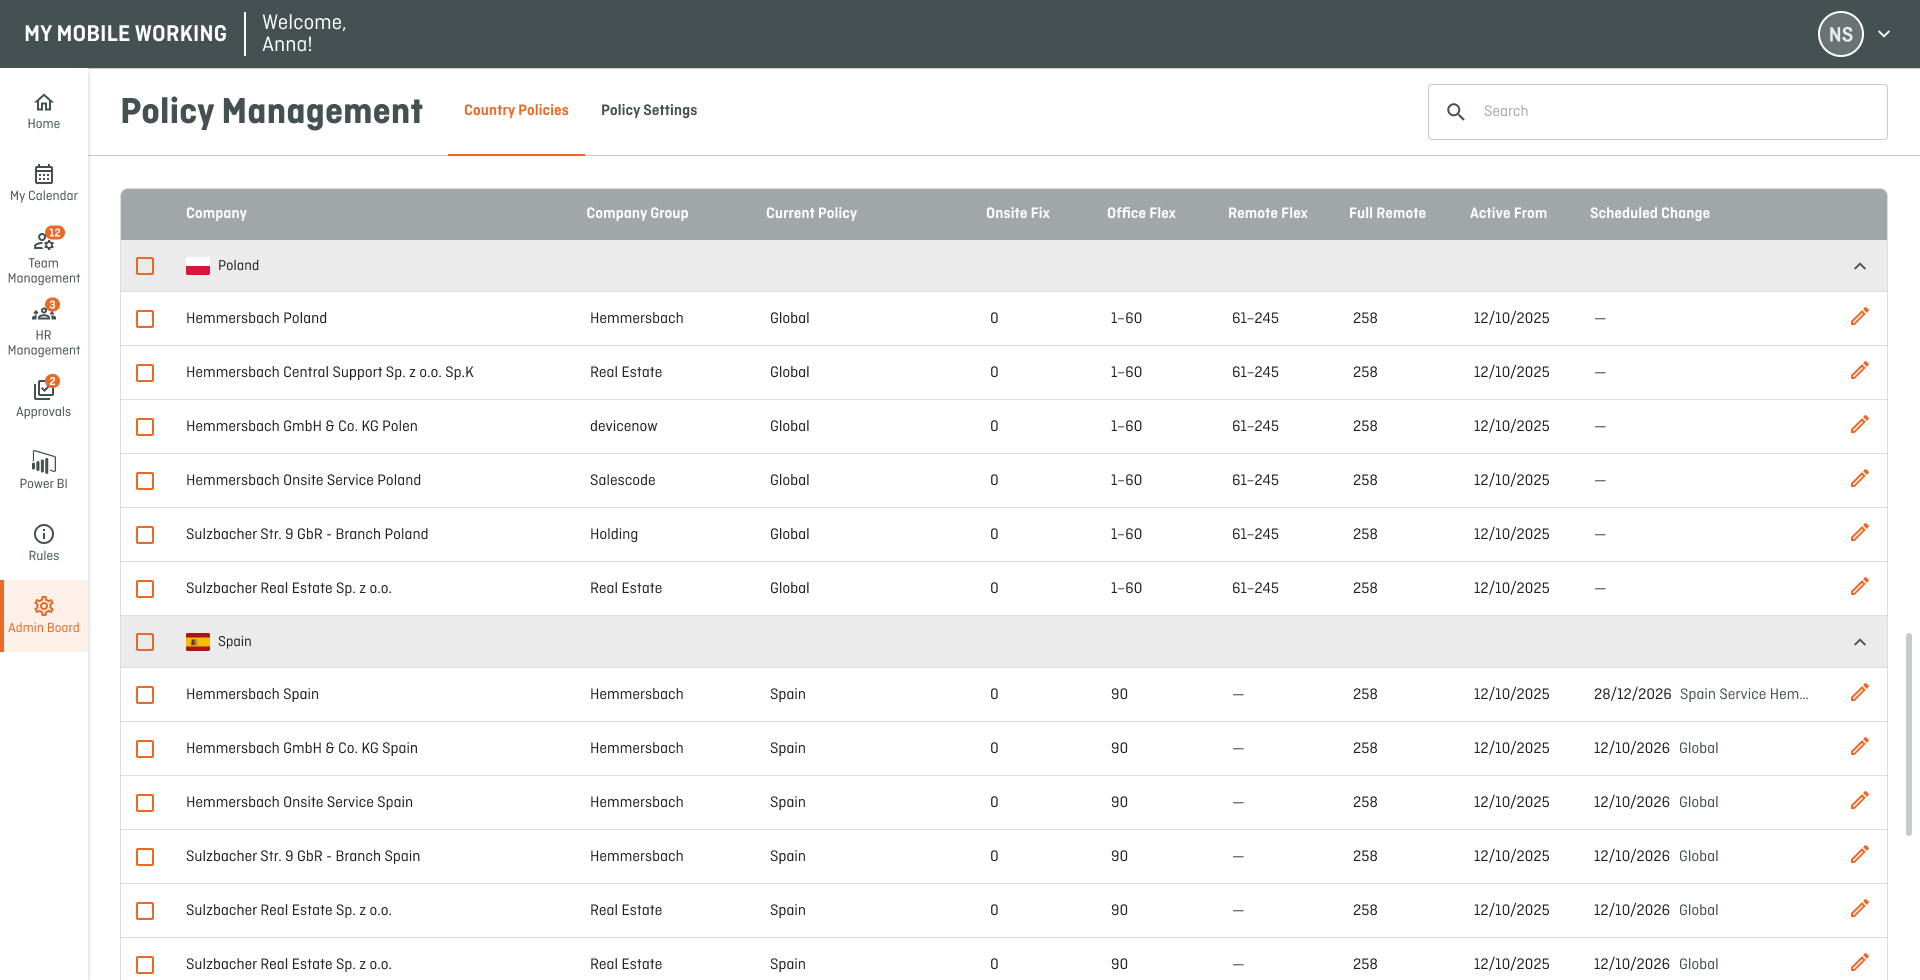 MY MOBILE WORKING
Welcome,
Anna!
NS
Home
My Calendar
12
Team
Management
3
HR
Management
2
Approvals
Power BI
Rules
Admin Board
Policy Management
Country Policies
Policy Settings
Search
Company Company Group Current Policy Onsite Fix Office Flex Remote Flex Full Remote Active From Scheduled Change
Poland
Hemmersbach Poland Hemmersbach Global 0 1–60 61–245 258 12/10/2025 —
Hemmersbach Central Support Sp. z o.o. Sp.K Real Estate Global 0 1–60 61–245 258 12/10/2025 —
Hemmersbach GmbH & Co. KG Polen devicenow Global 0 1–60 61–245 258 12/10/2025 —
Hemmersbach Onsite Service Poland Salescode Global 0 1–60 61–245 258 12/10/2025 —
Sulzbacher Str. 9 GbR - Branch Poland Holding Global 0 1–60 61–245 258 12/10/2025 —
Sulzbacher Real Estate Sp. z o.o. Real Estate Global 0 1–60 61–245 258 12/10/2025 —
Spain
Hemmersbach Spain Hemmersbach Spain 0 90 — 258 12/10/2025 28/12/2026 Spain Service Hem...
Hemmersbach GmbH & Co. KG Spain Hemmersbach Spain 0 90 — 258 12/10/2025 12/10/2026 Global
Hemmersbach Onsite Service Spain Hemmersbach Spain 0 90 — 258 12/10/2025 12/10/2026 Global
Sulzbacher Str. 9 GbR - Branch Spain Hemmersbach Spain 0 90 — 258 12/10/2025 12/10/2026 Global
Sulzbacher Real Estate Sp. z o.o. Real Estate Spain 0 90 — 258 12/10/2025 12/10/2026 Global
Sulzbacher Real Estate Sp. z o.o. Real Estate Spain 0 90 — 258 12/10/2025 12/10/2026 Global